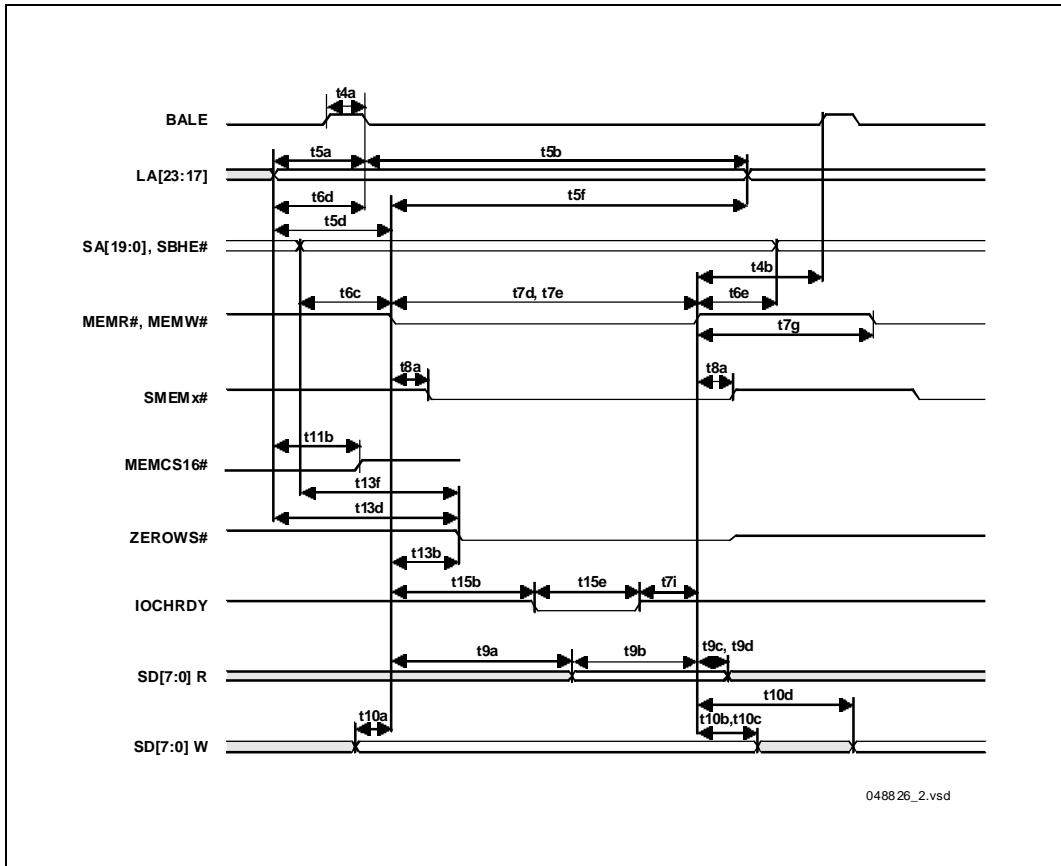 t4a
BALE
t5a
t5b
LA[23:17]
t6d
t5f
t5d
SA[19:0], SBHE#
t4b
t6c
t7d, t7e
t6e
MEMR#, MEMW#
t7g
t8a
t8a
SMEMx#
t11b
MEMCS16#
t13f
t13d
ZEROWS#
t13b
t15b
t15e
t7i
IOCHRDY
t9a
t9b
t9c, t9d
SD[7:0] R
t10d
t10a
t10b,t10c
SD[7:0] W
048826_2.vsd